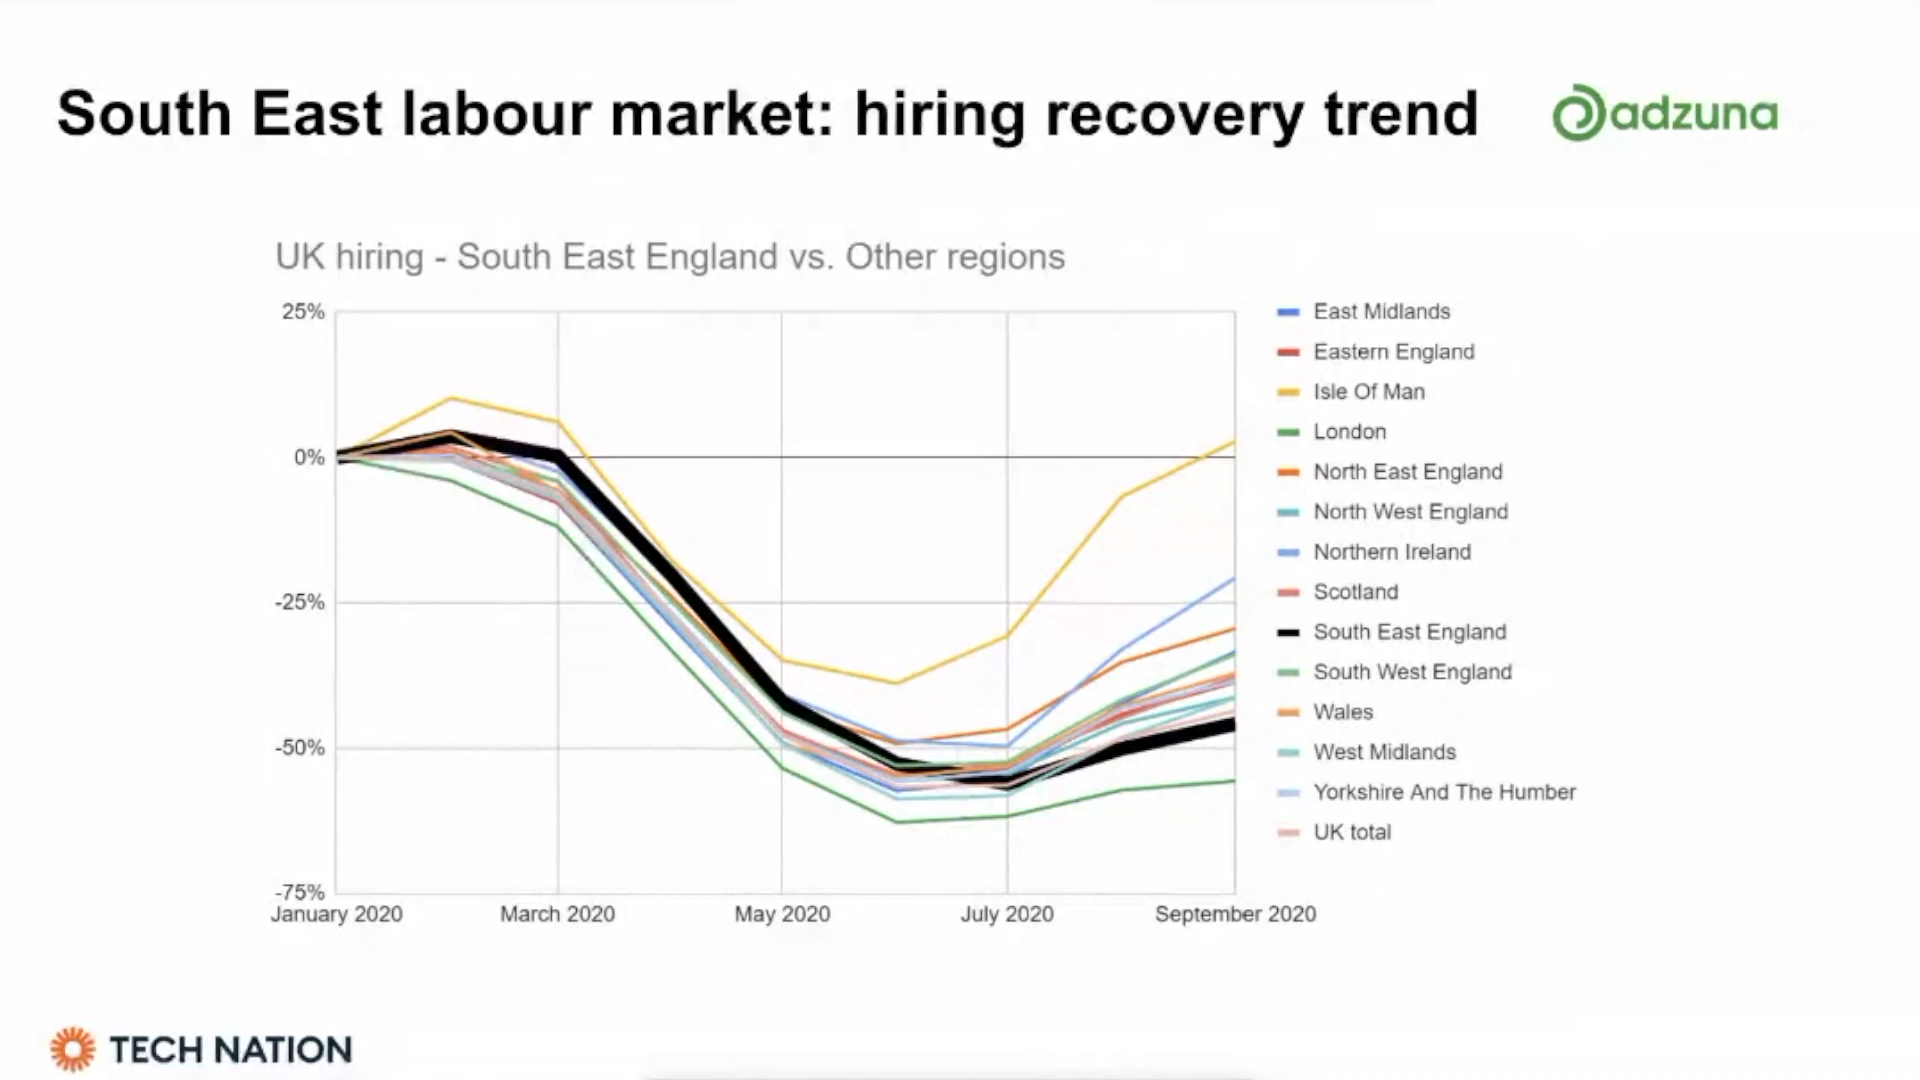 South East labour market: hiring recovery trend
adzuna
UK hiring - South East England vs. Other regions
25%
0%
-25%
-50%
-75%
January 2020
March 2020
May 2020
July 2020
September 2020
East Midlands
Eastern England
Isle Of Man
London
North East England
North West England
Northern Ireland
Scotland
South East England
South West England
Wales
West Midlands
Yorkshire And The Humber
UK total
TECH NATION